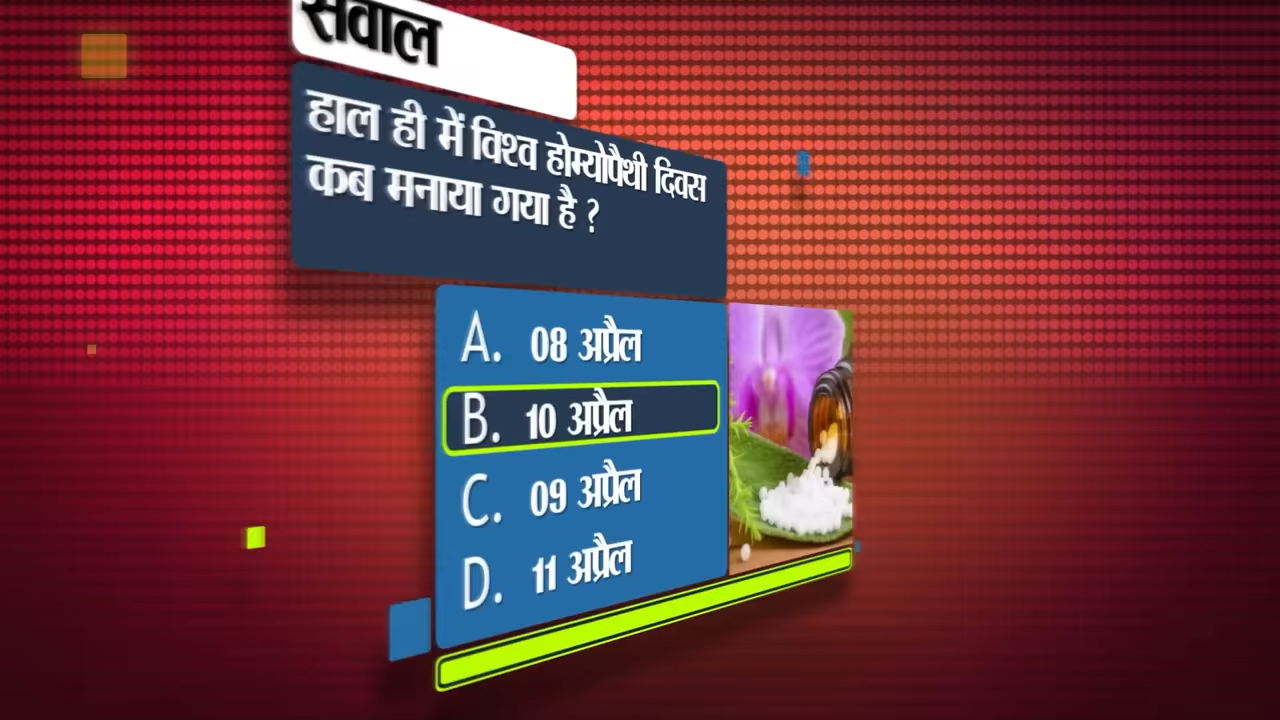 सवाल
हाल ही में विश्व होम्योपैथी दिवस
कब मनाया गया है ?
A. 08 अप्रैल
B. 10 अप्रैल
C. 09 अप्रैल
D. 11 अप्रैल